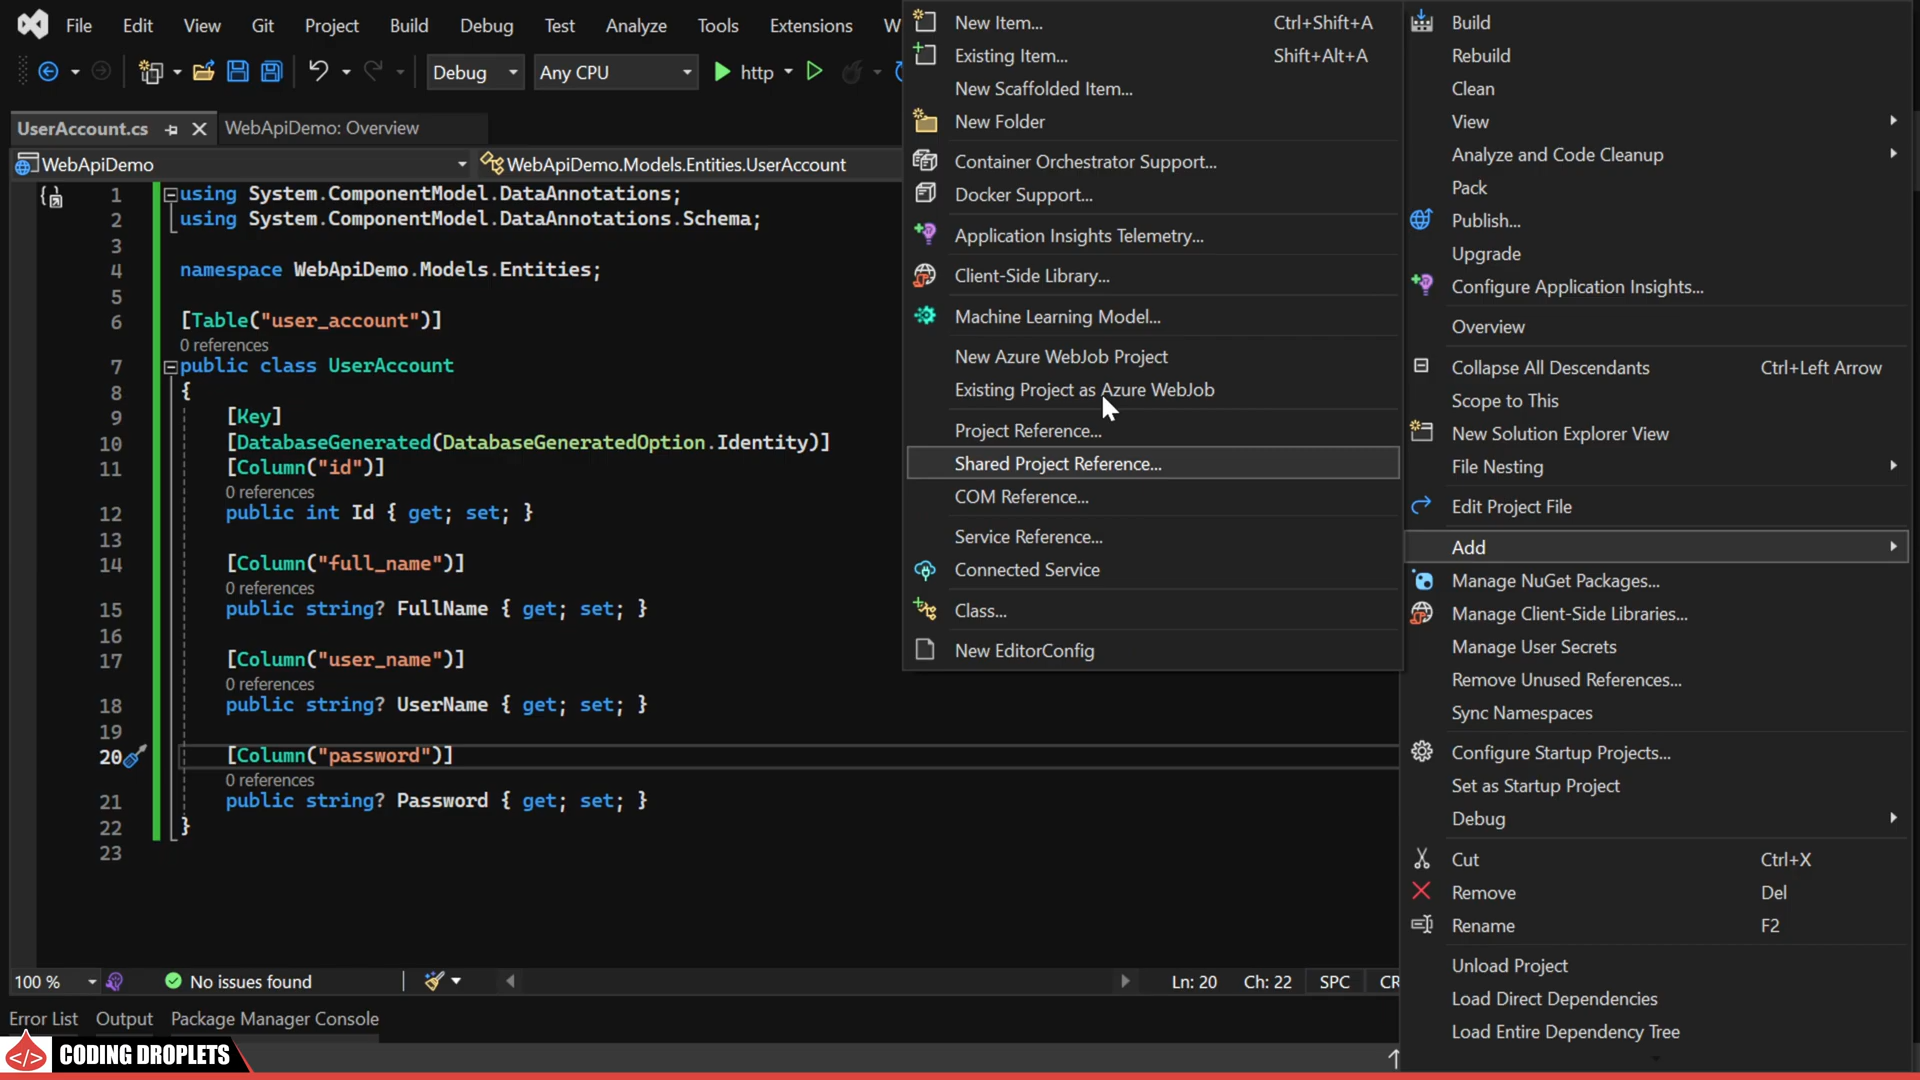 File Edit View Git Project Build Debug Test Analyze Tools Extensions W
Debug Any CPU http
UserAccount.cs WebApiDemo: Overview
WebApiDemo WebApiDemo.Models.Entities.UserAccount
1 using System.ComponentModel.DataAnnotations;
2 using System.ComponentModel.DataAnnotations.Schema;
3
4 namespace WebApiDemo.Models.Entities;
5
6 [Table("user_account")]
0 references
7 public class UserAccount
8 {
9 [Key]
10 [DatabaseGenerated(DatabaseGeneratedOption.Identity)]
11 [Column("id")]
0 references
12 public int Id { get; set; }
13
14 [Column("full_name")]
0 references
15 public string? FullName { get; set; }
16
17 [Column("user_name")]
0 references
18 public string? UserName { get; set; }
19
20 [Column("password")]
0 references
21 public string? Password { get; set; }
22 }
23
100 % No issues found Ln: 20 Ch: 22 SPC CR
Error List Output Package Manager Console
CODING DROPLETS
New Item... Ctrl+Shift+A
Existing Item... Shift+Alt+A
New Scaffolded Item...
New Folder
Container Orchestrator Support...
Docker Support...
Application Insights Telemetry...
Client-Side Library...
Machine Learning Model...
New Azure WebJob Project
Existing Project as Azure WebJob
Project Reference...
Shared Project Reference...
COM Reference...
Service Reference...
Connected Service
Class...
New EditorConfig
Build
Rebuild
Clean
View
Analyze and Code Cleanup
Pack
Publish...
Upgrade
Configure Application Insights...
Overview
Collapse All Descendants Ctrl+Left Arrow
Scope to This
New Solution Explorer View
File Nesting
Edit Project File
Add
Manage NuGet Packages...
Manage Client-Side Libraries...
Manage User Secrets
Remove Unused References...
Sync Namespaces
Configure Startup Projects...
Set as Startup Project
Debug
Cut Ctrl+X
Remove Del
Rename F2
Unload Project
Load Direct Dependencies
Load Entire Dependency Tree